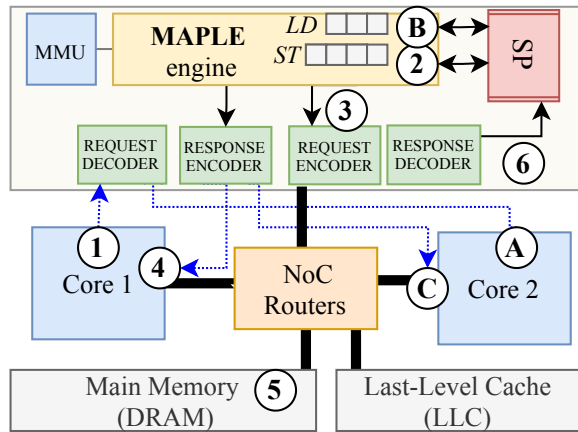 LD
B
MMU
MAPLE
engine
ST
2
SP
3
REQUEST
DECODER
RESPONSE
ENCODER
REQUEST
ENCODER
RESPONSE
DECODER
6
1
4
Core 1
NoC
Routers
A
C
Core 2
Main Memory
(DRAM)
5
Last-Level Cache
(LLC)